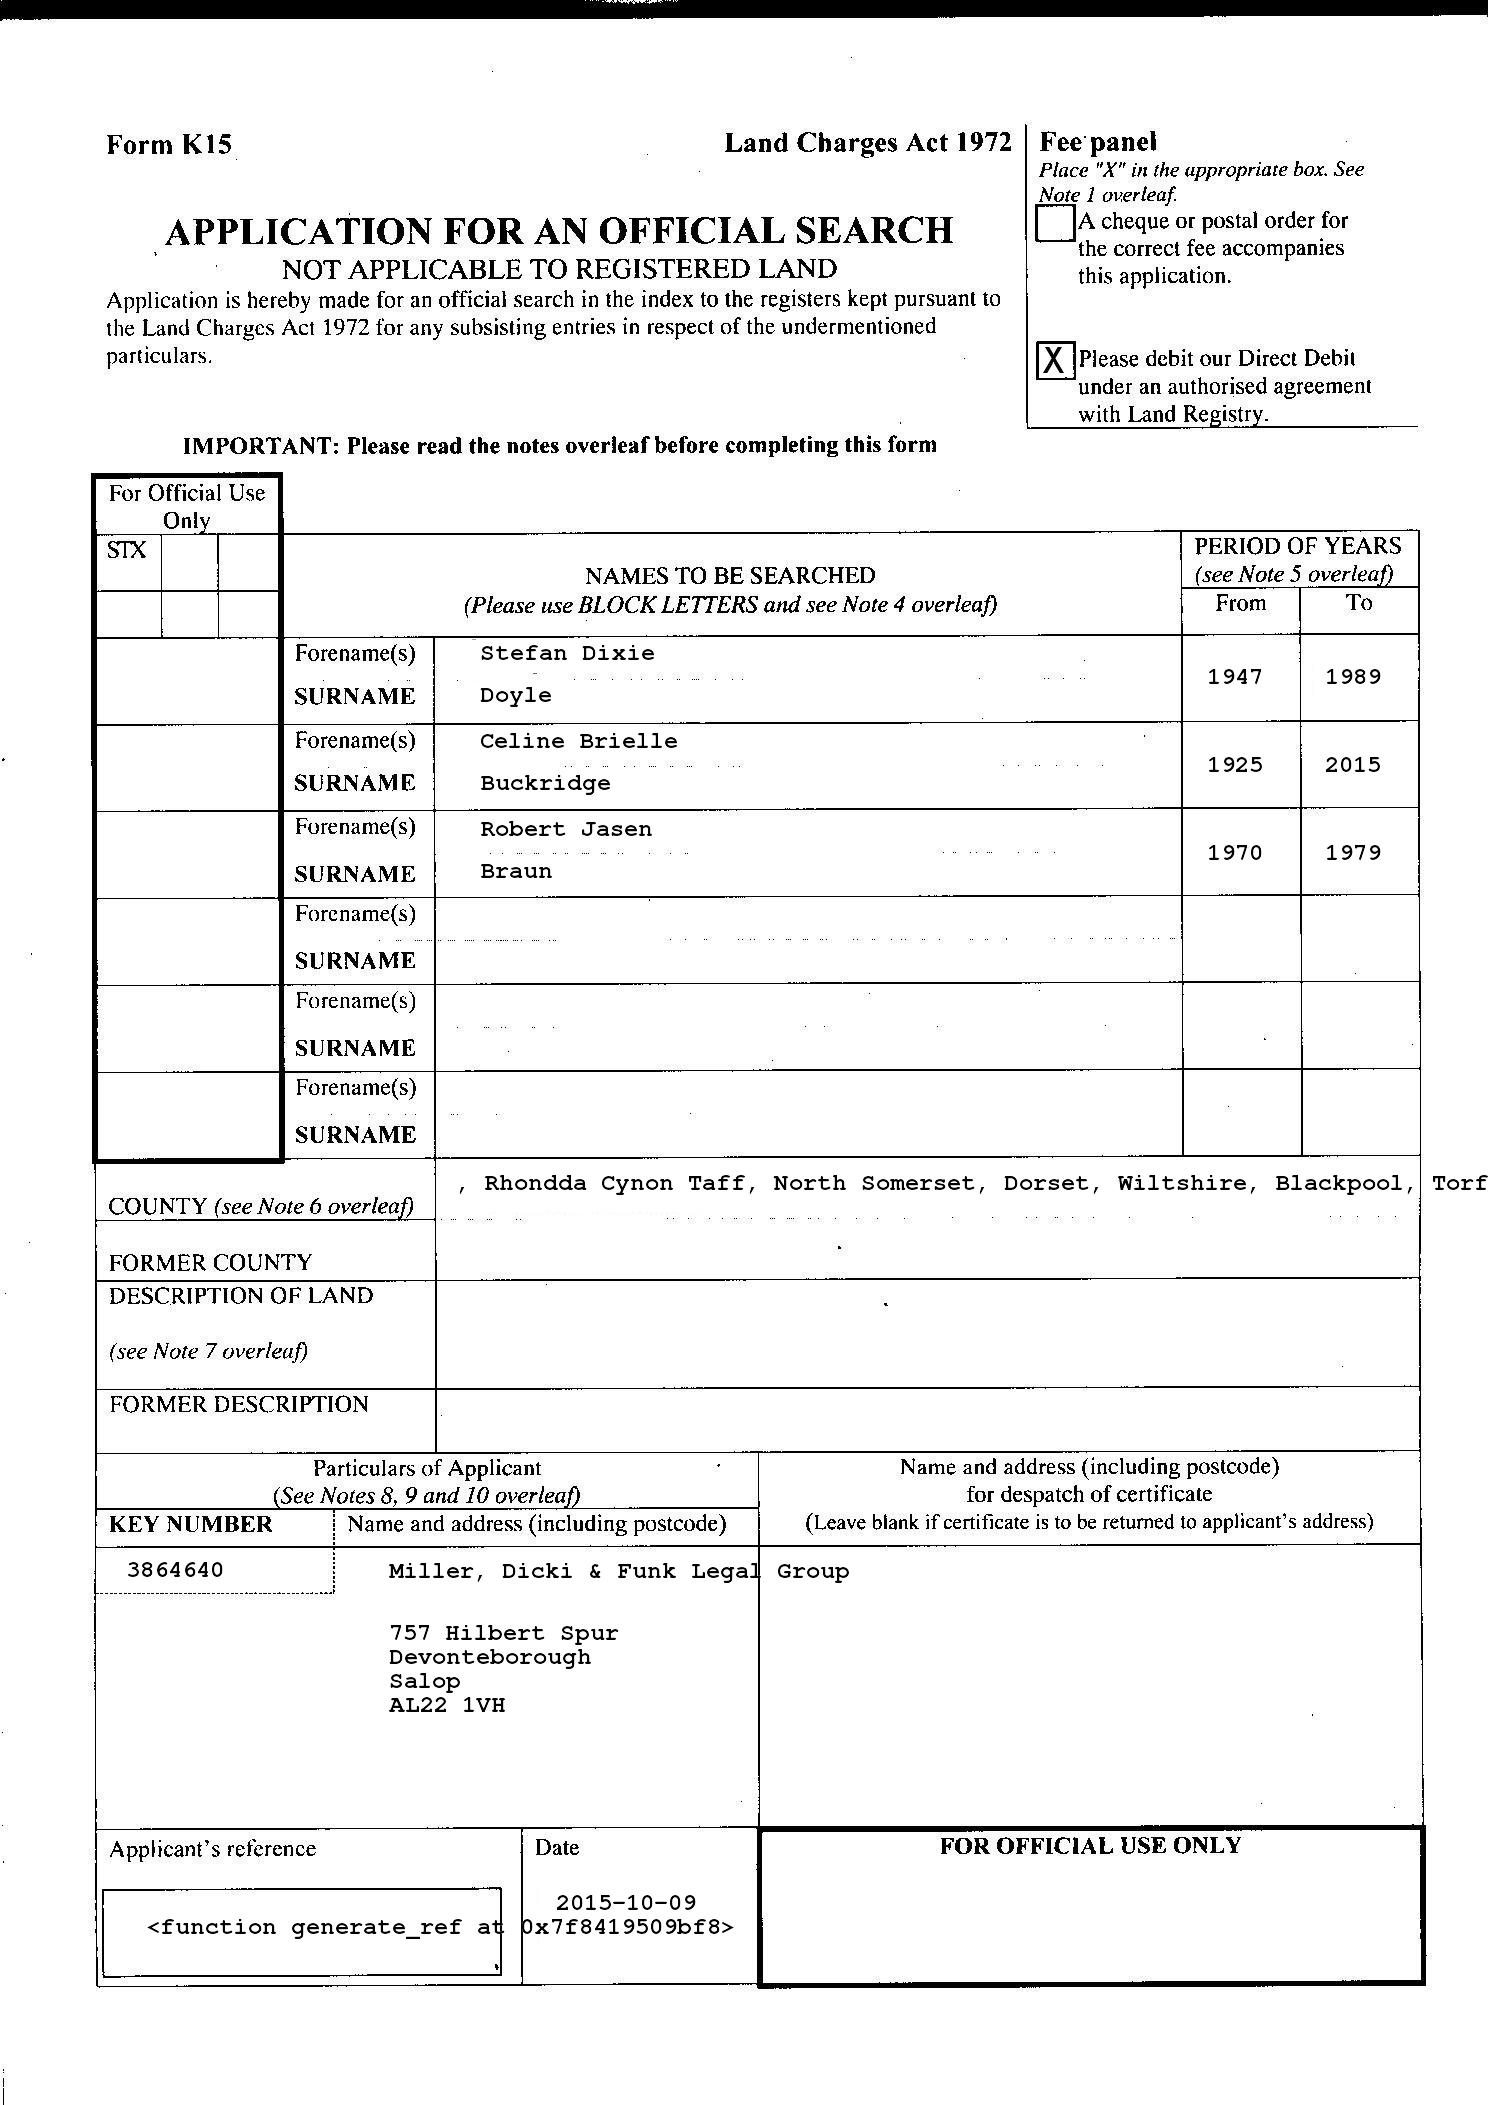 Form K15
Land Charges Act 1972
Fee panel
Place "X" in the appropriate box. See
Note 1 overleaf.
A cheque or postal order for
the correct fee accompanies
this application.
X Please debit our Direct Debit
under an authorised agreement
with Land Registry.
APPLICATION FOR AN OFFICIAL SEARCH
NOT APPLICABLE TO REGISTERED LAND
Application is hereby made for an official search in the index to the registers kept pursuant to
the Land Charges Act 1972 for any subsisting entries in respect of the undermentioned
particulars.
IMPORTANT: Please read the notes overleaf before completing this form
For Official Use
Only
STX
NAMES TO BE SEARCHED
(Please use BLOCK LETTERS and see Note 4 overleaf)
PERIOD OF YEARS
(see Note 5 overleaf)
From To
Forename(s) Stefan Dixie
SURNAME Doyle
1947 1989
Forename(s) Celine Brielle
SURNAME Buckridge
1925 2015
Forename(s) Robert Jasen
SURNAME Braun
1970 1979
Forename(s)
SURNAME
Forename(s)
SURNAME
Forename(s)
SURNAME
COUNTY (see Note 6 overleaf) , Rhondda Cynon Taff, North Somerset, Dorset, Wiltshire, Blackpool, Torf
FORMER COUNTY
DESCRIPTION OF LAND
(see Note 7 overleaf)
FORMER DESCRIPTION
Particulars of Applicant
(See Notes 8, 9 and 10 overleaf)
KEY NUMBER Name and address (including postcode)
Name and address (including postcode)
for despatch of certificate
(Leave blank if certificate is to be returned to applicant's address)
3864640 Miller, Dicki & Funk Legal Group
757 Hilbert Spur
Devonteborough
Salop
AL22 1VH
Applicant's reference
Date
2015-10-09
<function generate_ref at 0x7f8419509bf8>
FOR OFFICIAL USE ONLY